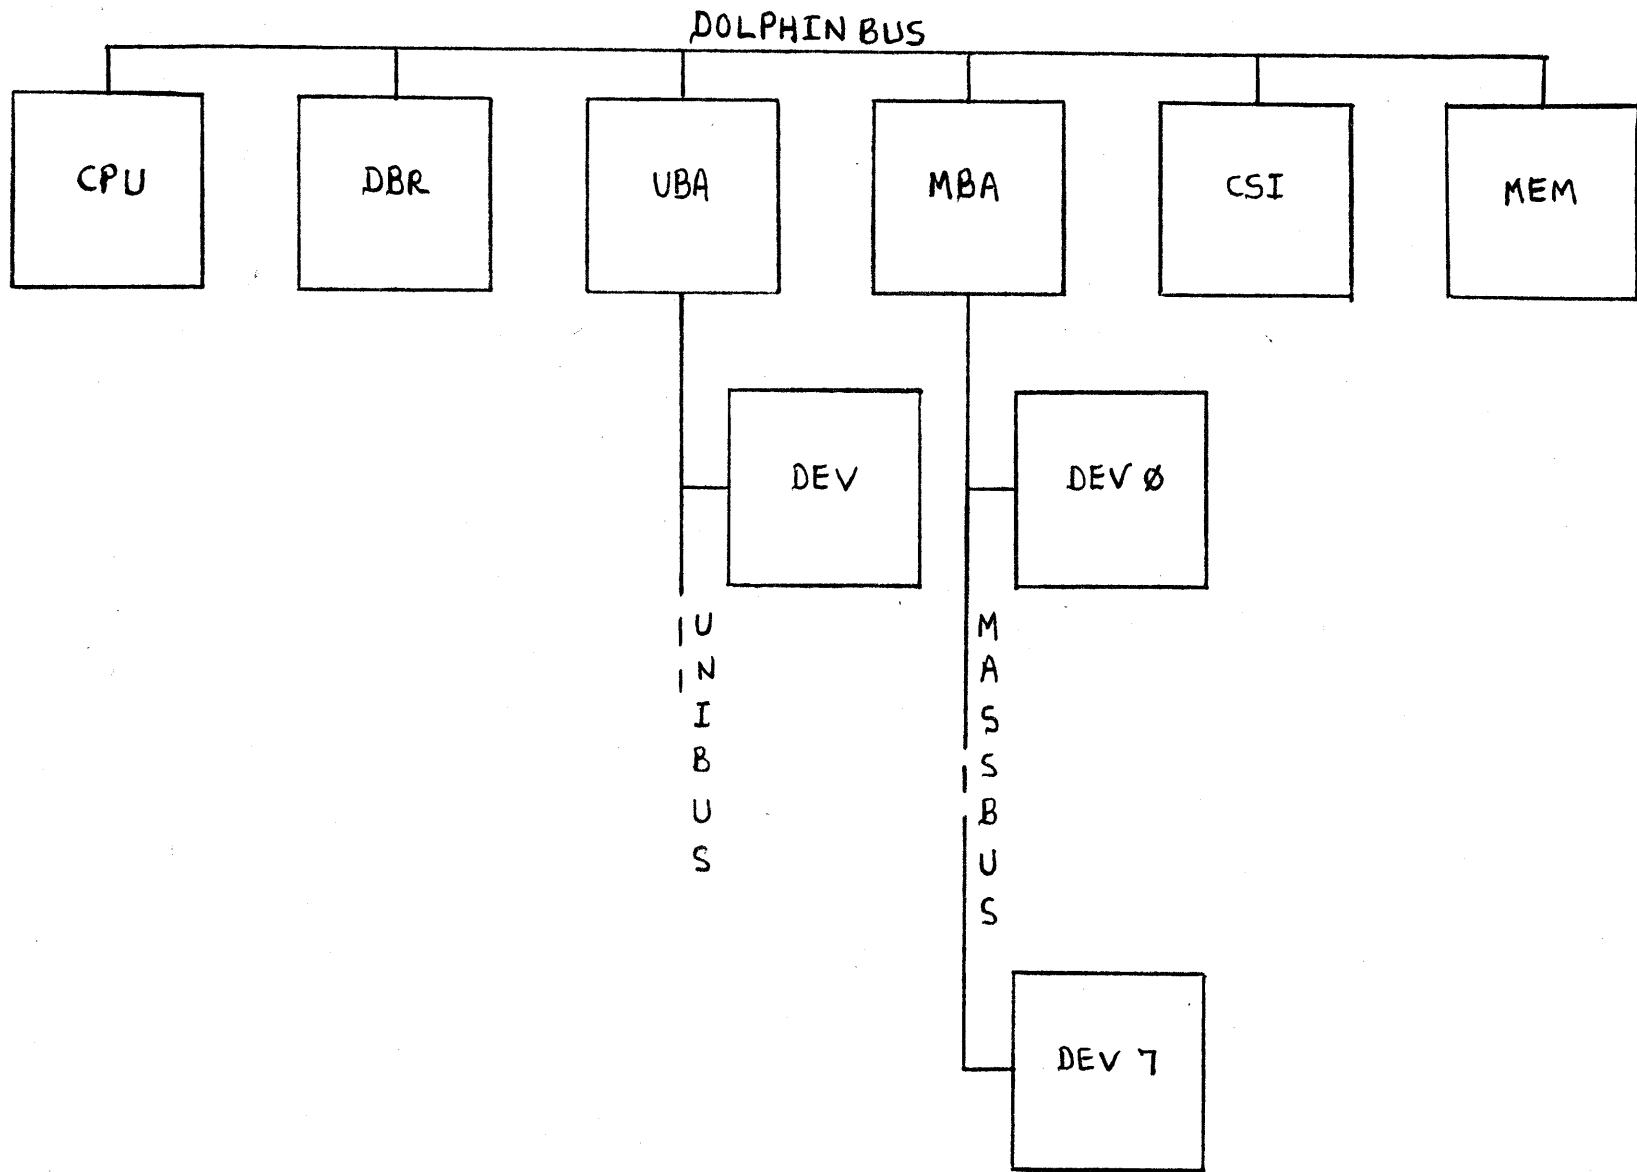 DOLPHIN BUS
CPU
DBR
UBA
MBA
CSI
MEM
DEV
DEV Ø
UNIBUS
MASSBUS
DEV 7